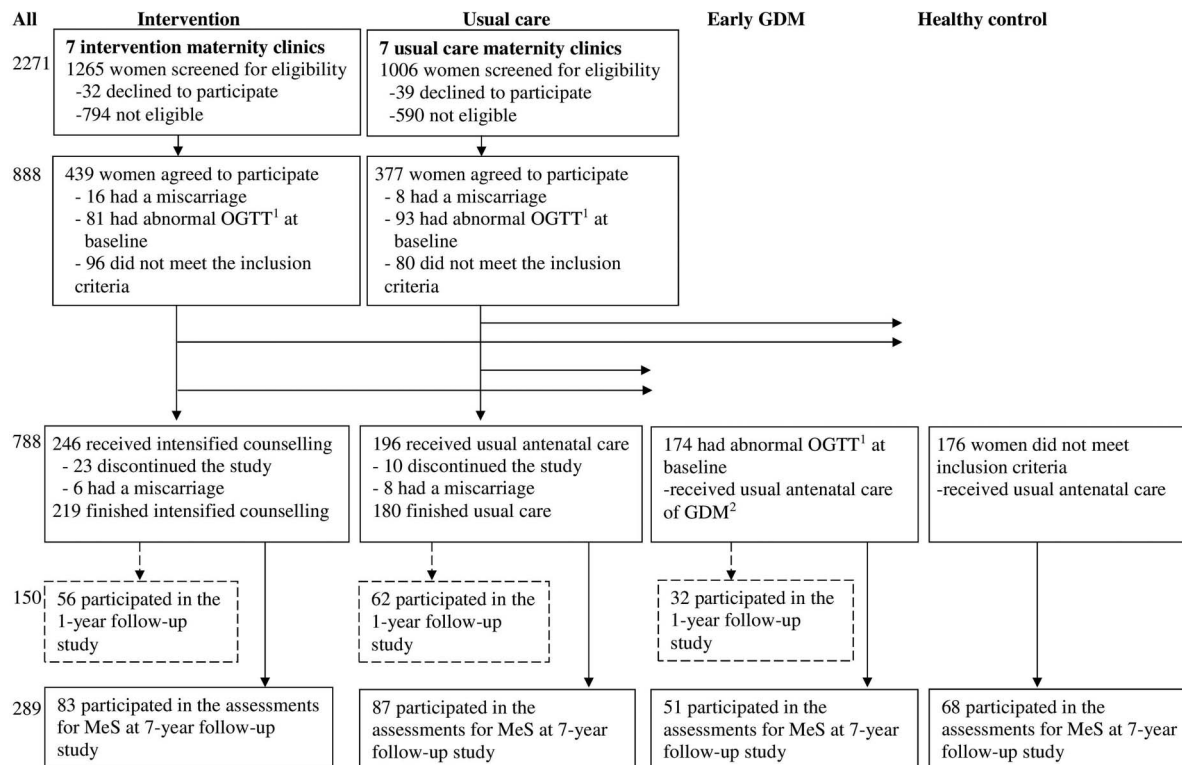 All Intervention Usual care Early GDM Healthy control
2271
7 intervention maternity clinics
1265 women screened for eligibility
-32 declined to participate
-794 not eligible
7 usual care maternity clinics
1006 women screened for eligibility
-39 declined to participate
-590 not eligible
888
439 women agreed to participate
- 16 had a miscarriage
- 81 had abnormal OGTT¹ at
baseline
- 96 did not meet the inclusion
criteria
377 women agreed to participate
- 8 had a miscarriage
- 93 had abnormal OGTT¹ at
baseline
- 80 did not meet the inclusion
criteria
788
246 received intensified counselling
- 23 discontinued the study
- 6 had a miscarriage
219 finished intensified counselling
196 received usual antenatal care
- 10 discontinued the study
- 8 had a miscarriage
180 finished usual care
174 had abnormal OGTT¹ at
baseline
-received usual antenatal care
of GDM²
176 women did not meet
inclusion criteria
-received usual antenatal care
150
56 participated in the
1-year follow-up
study
62 participated in the
1-year follow-up
study
32 participated in the
1-year follow-up
study
289
83 participated in the assessments
for MeS at 7-year follow-up
study
87 participated in the
assessments for MeS at 7-year
follow-up study
51 participated in the
assessments for MeS at 7-year
follow-up study
68 participated in the
assessments for MeS at 7-year
follow-up study